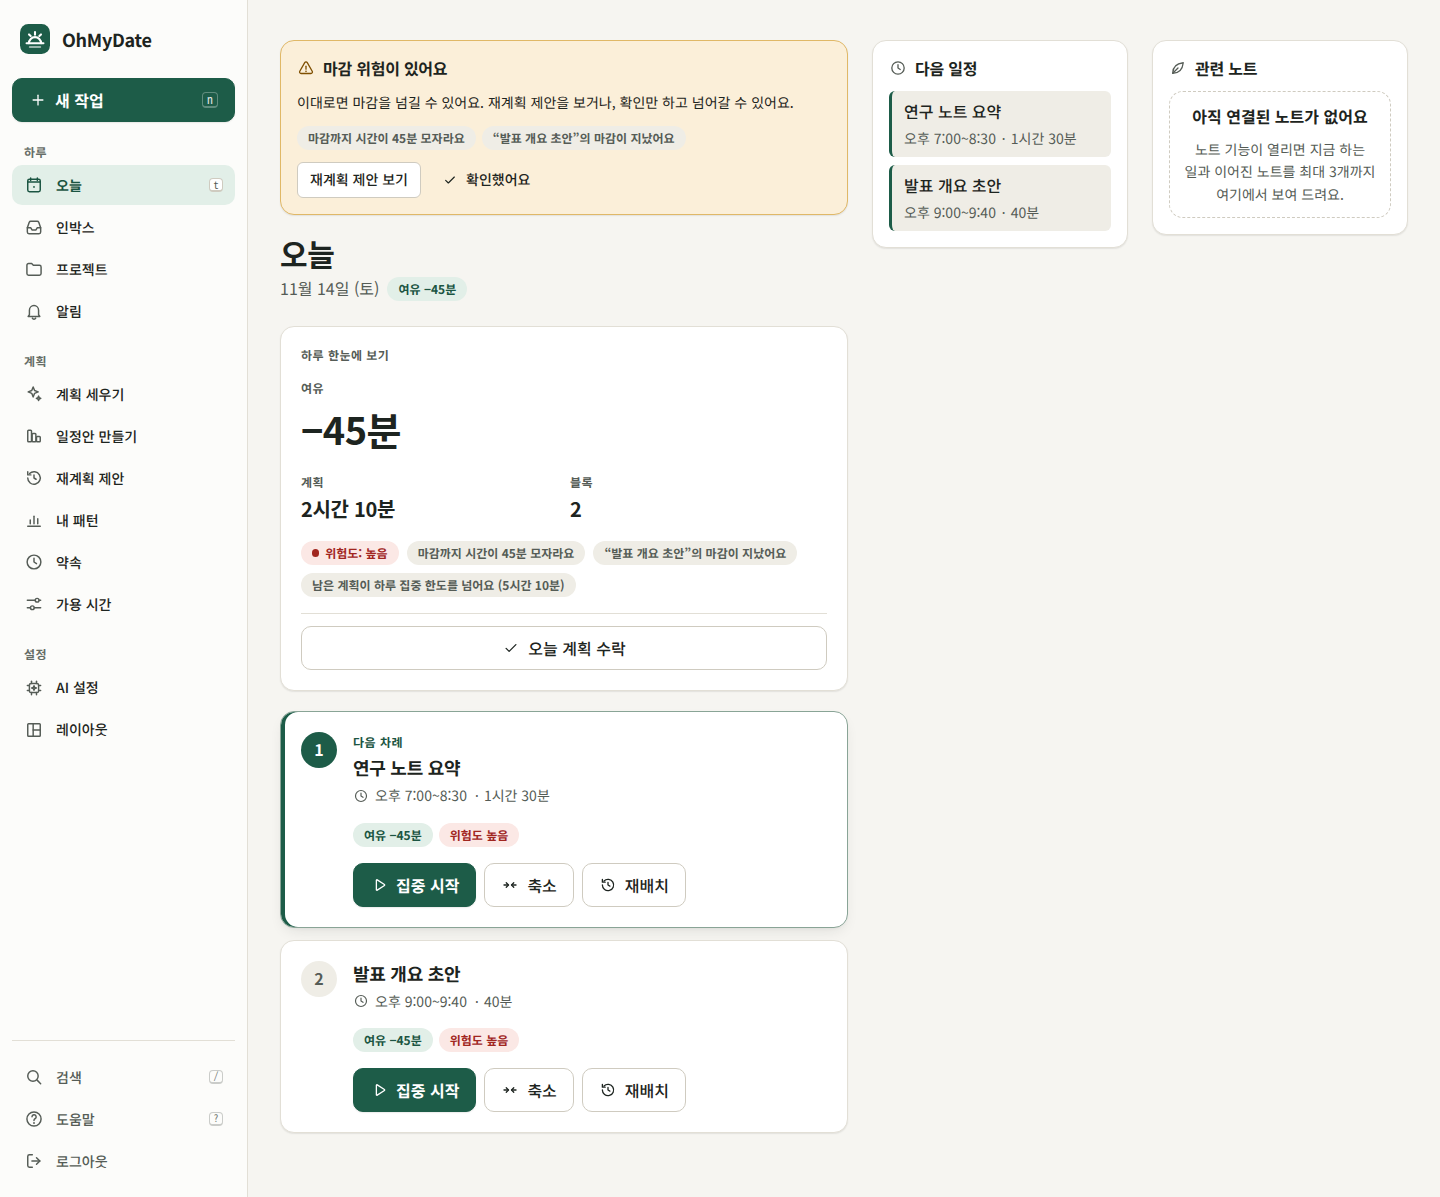 OhMyDate
새 작업 n
하루
오늘 t
인박스
프로젝트
알림
계획
계획 세우기
일정안 만들기
재계획 제안
내 패턴
약속
가용 시간
설정
AI 설정
레이아웃
검색 /
도움말 ?
로그아웃
마감 위험이 있어요
이대로면 마감을 넘길 수 있어요. 재계획 제안을 보거나, 확인만 하고 넘어갈 수 있어요.
마감까지 시간이 45분 모자라요 “발표 개요 초안”의 마감이 지났어요
재계획 제안 보기 확인했어요
오늘
11월 14일 (토) 여유 −45분
하루 한눈에 보기
여유
−45분
계획 블록
2시간 10분 2
위험도: 높음 마감까지 시간이 45분 모자라요 “발표 개요 초안”의 마감이 지났어요
남은 계획이 하루 집중 한도를 넘어요 (5시간 10분)
오늘 계획 수락
1 다음 차례
연구 노트 요약
오후 7:00~8:30 · 1시간 30분
여유 −45분 위험도 높음
집중 시작 축소 재배치
2 발표 개요 초안
오후 9:00~9:40 · 40분
여유 −45분 위험도 높음
집중 시작 축소 재배치
다음 일정
연구 노트 요약
오후 7:00~8:30 · 1시간 30분
발표 개요 초안
오후 9:00~9:40 · 40분
관련 노트
아직 연결된 노트가 없어요
노트 기능이 열리면 지금 하는
일과 이어진 노트를 최대 3개까지
여기에서 보여 드려요.